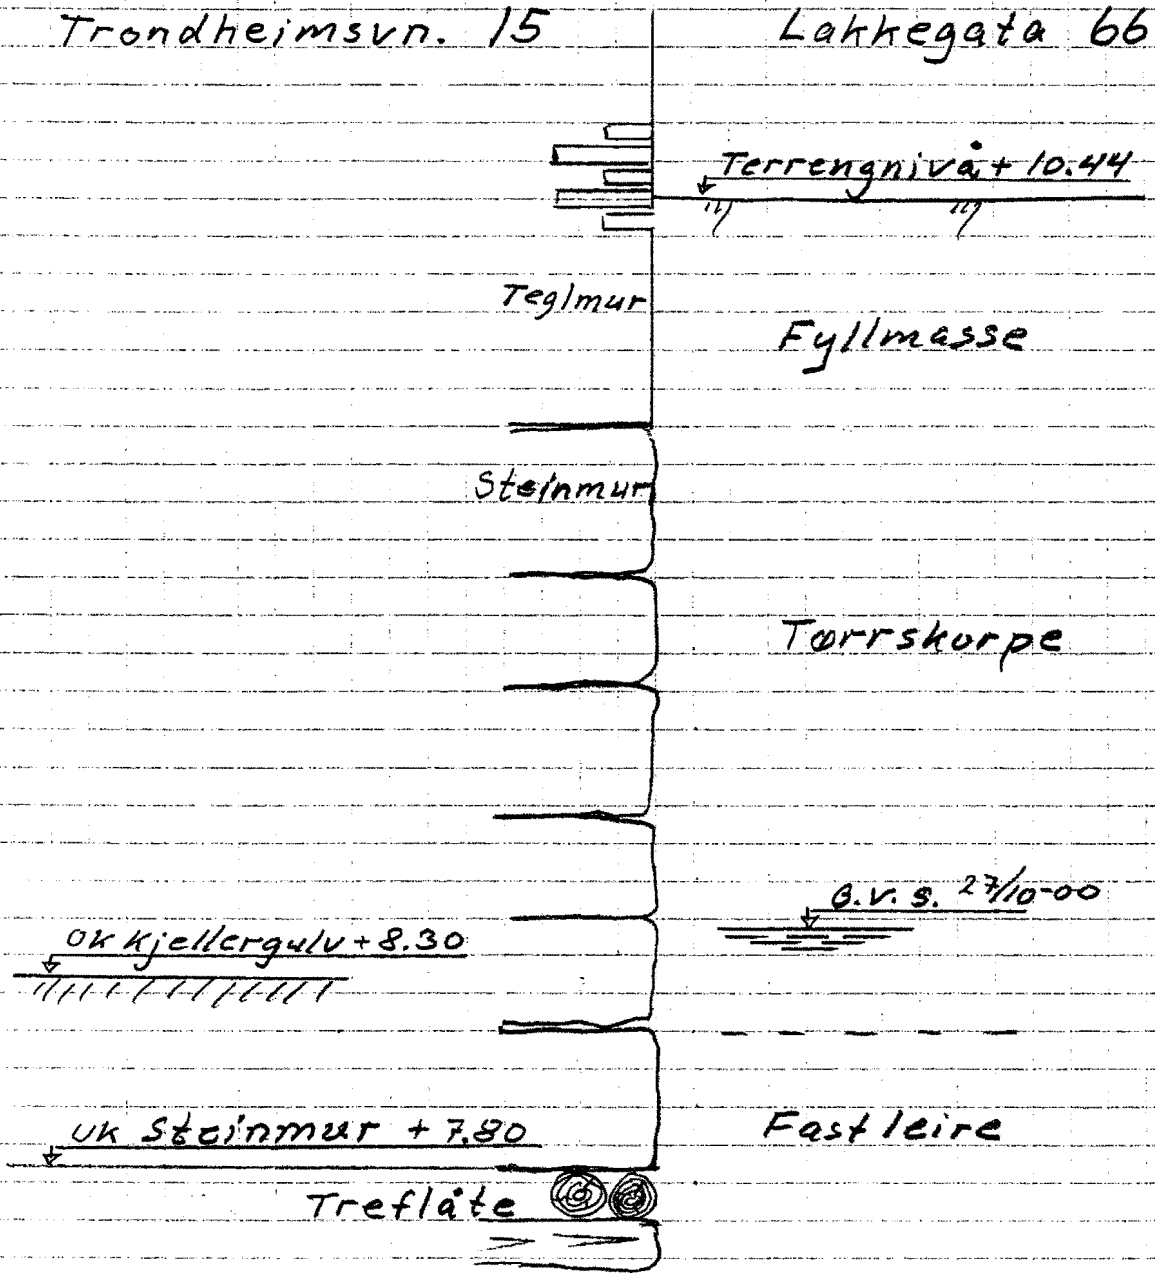 Trondheimsvn. 15
Lakkegata 66
Terrengnivå + 10.44
Teglmur
Fyllmasse
Steinmur
Tørrskorpe
G.V.S. 27/10-00
OK Kjellergulv + 8.30
UK Steinmur + 7.80
Fast leire
Treflåte